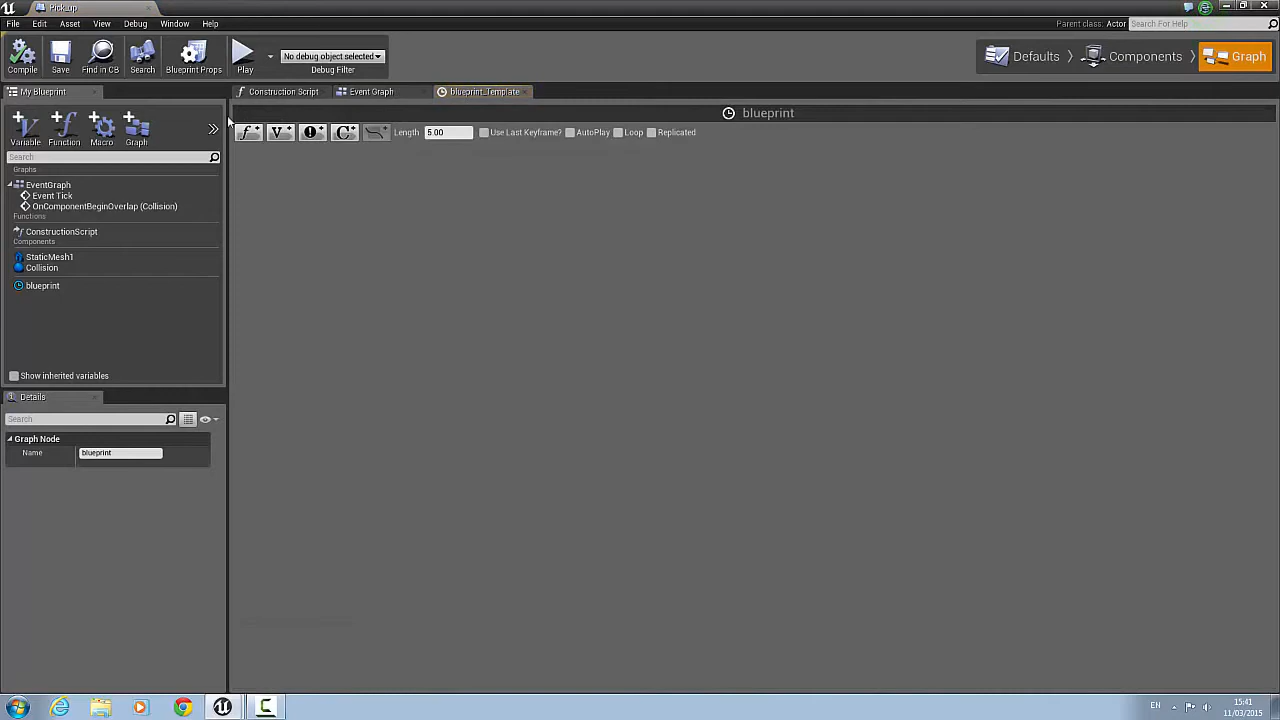 Pick_up
File Edit Asset View Debug Window Help
Parent class: Actor Search For Help
Compile Save Find in CB Search Blueprint Props Play
No debug object selected
Debug Filter
Defaults Components Graph
My Blueprint
Construction Script Event Graph blueprint_Template
blueprint
Variable Function Macro Graph
f V C Length 5.00 Use Last Keyframe? AutoPlay Loop Replicated
Search
Graphs
EventGraph
Event Tick
OnComponentBeginOverlap (Collision)
Functions
ConstructionScript
Components
StaticMesh1
Collision
blueprint
Show inherited variables
Details
Search
Graph Node
Name blueprint
EN 15:41
11/03/2015